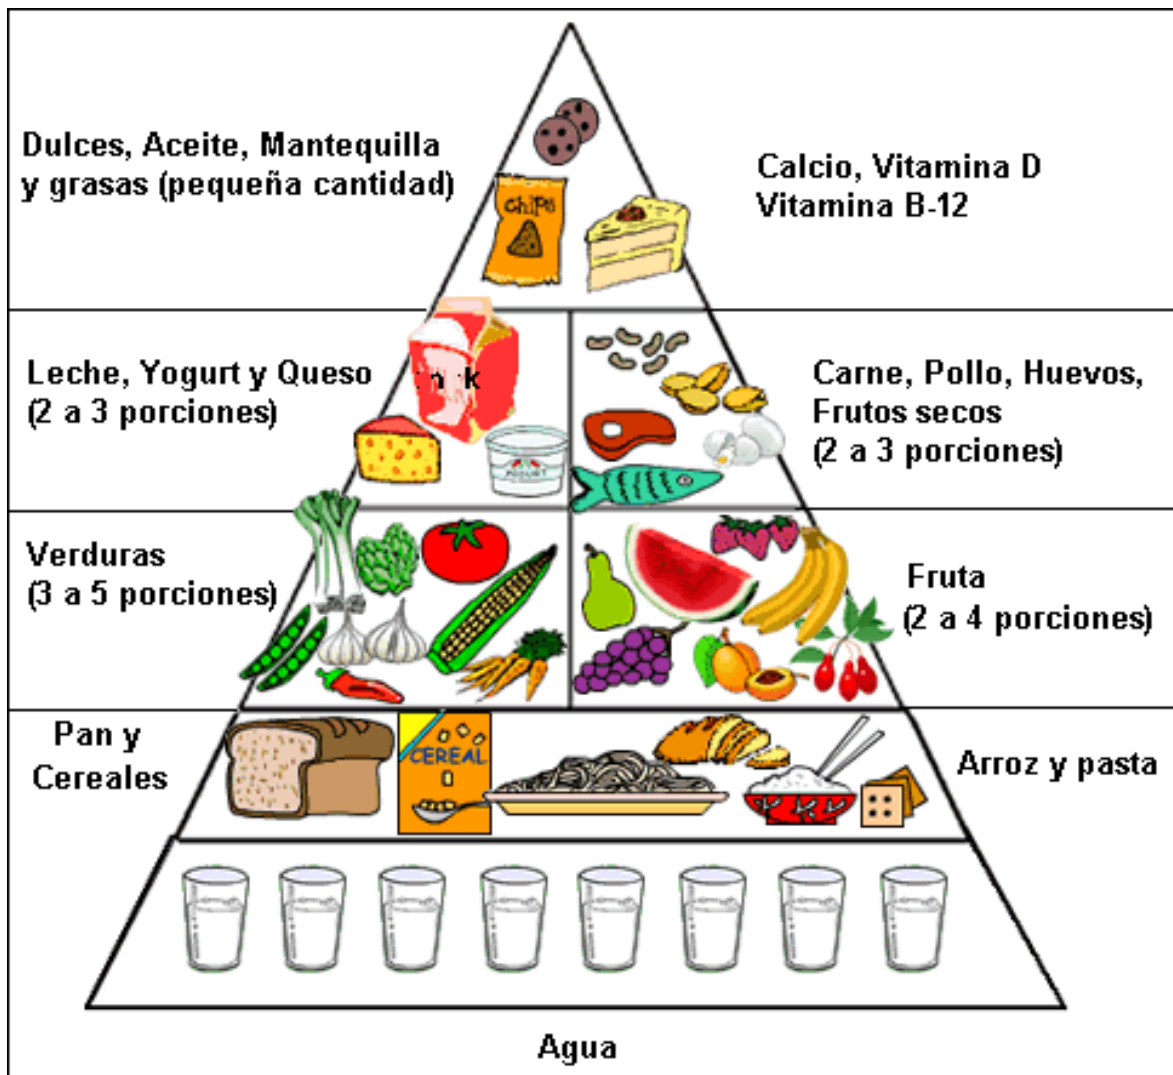 Dulces, Aceite, Mantequilla
y grasas (pequeña cantidad)
Calcio, Vitamina D
Vitamina B-12
chips
Leche, Yogurt y Queso
(2 a 3 porciones)
Carne, Pollo, Huevos,
Frutos secos
(2 a 3 porciones)
YOGURT
Verduras
(3 a 5 porciones)
Fruta
(2 a 4 porciones)
Pan y
Cereales
CEREAL
Arroz y pasta
Agua